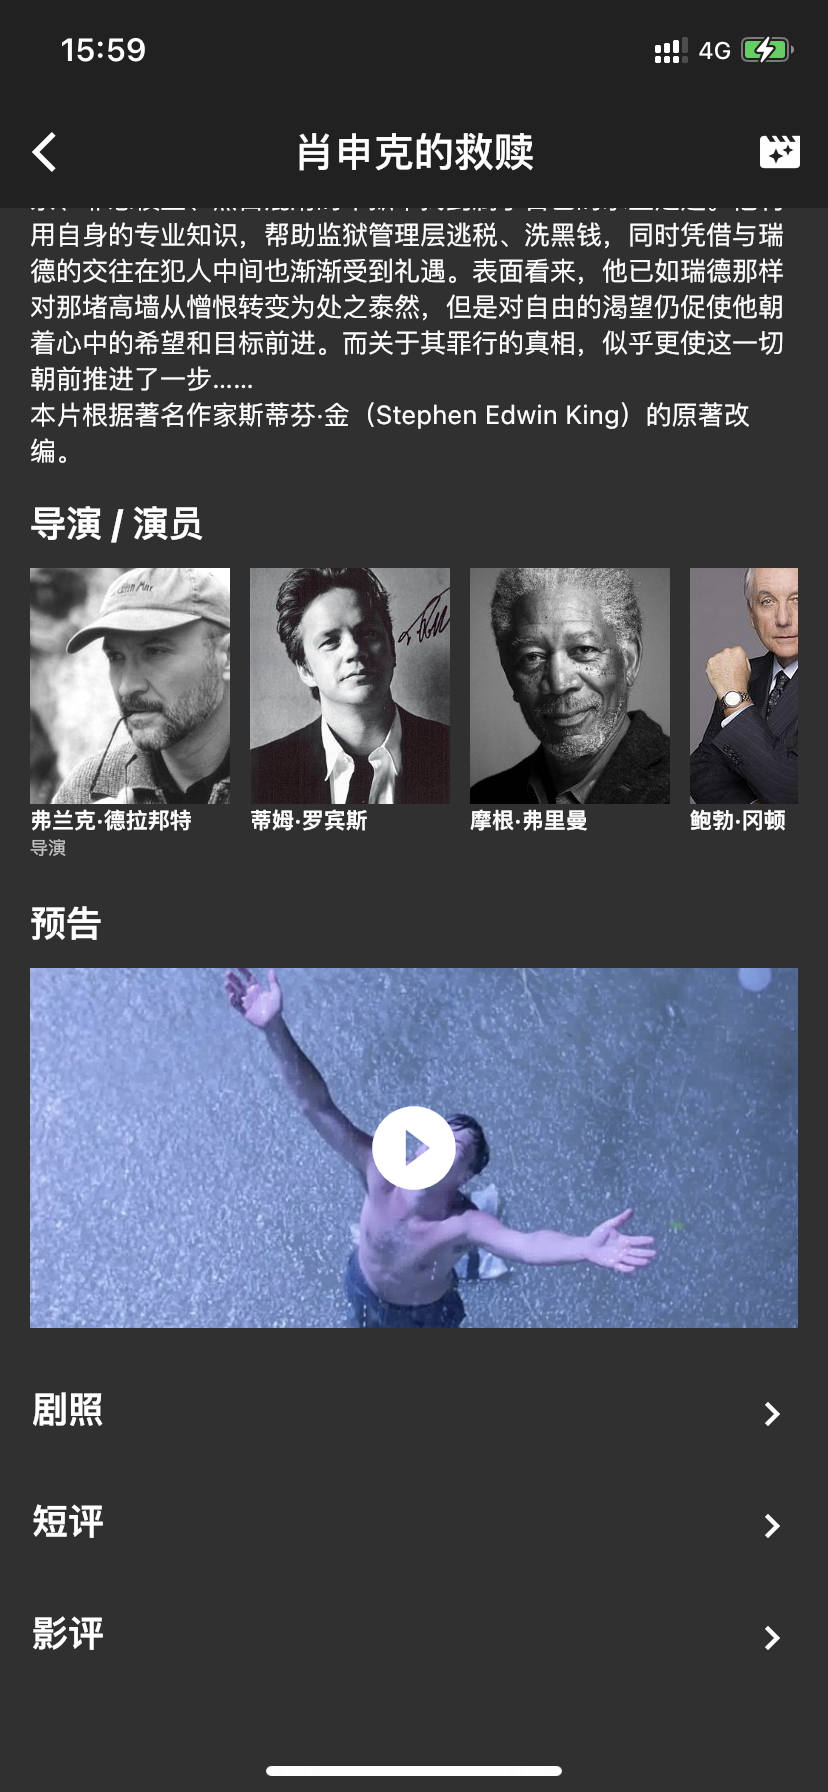 15:59
4G
肖申克的救赎
用自身的专业知识，帮助监狱管理层逃税、洗黑钱，同时凭借与瑞
德的交往在犯人中间也渐渐受到礼遇。表面看来，他已如瑞德那样
对那堵高墙从憎恨转变为处之泰然，但是对自由的渴望仍促使他朝
着心中的希望和目标前进。而关于其罪行的真相，似乎更使这一切
朝前推进了一步……
本片根据著名作家斯蒂芬·金（Stephen Edwin King）的原著改
编。
导演 / 演员
弗兰克·德拉邦特
导演
蒂姆·罗宾斯
摩根·弗里曼
鲍勃·冈顿
预告
剧照
短评
影评